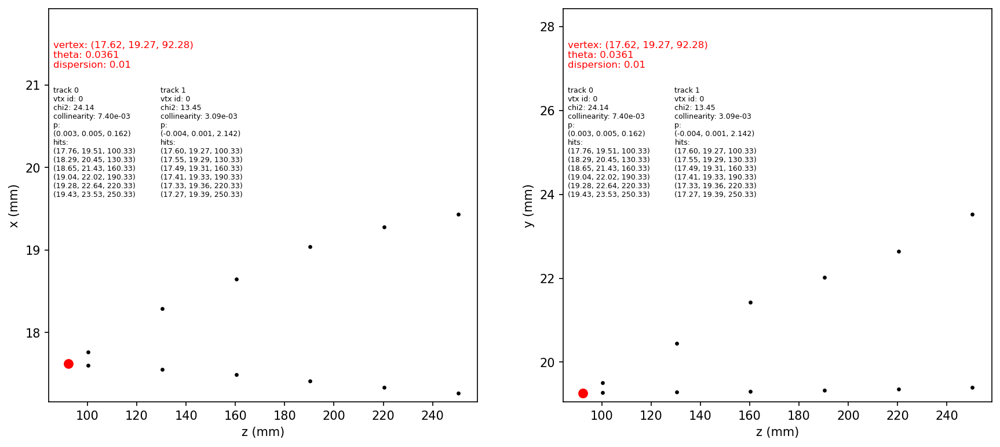 vertex: (17.62, 19.27, 92.28)
theta: 0.0361
dispersion: 0.01
track 0
vtx id: 0
chi2: 24.14
collinearity: 7.40e-03
p:
(0.003, 0.005, 0.162)
hits:
(17.76, 19.51, 100.33)
(18.29, 20.45, 130.33)
(18.65, 21.43, 160.33)
(19.04, 22.02, 190.33)
(19.28, 22.64, 220.33)
(19.43, 23.53, 250.33)
track 1
vtx id: 0
chi2: 13.45
collinearity: 3.09e-03
p:
(-0.004, 0.001, 2.142)
hits:
(17.60, 19.27, 100.33)
(17.55, 19.29, 130.33)
(17.49, 19.31, 160.33)
(17.41, 19.33, 190.33)
(17.33, 19.36, 220.33)
(17.27, 19.39, 250.33)
21
20
19
18
x (mm)
100 120 140 160 180 200 220 240
z (mm)
vertex: (17.62, 19.27, 92.28)
theta: 0.0361
dispersion: 0.01
track 0
vtx id: 0
chi2: 24.14
collinearity: 7.40e-03
p:
(0.003, 0.005, 0.162)
hits:
(17.76, 19.51, 100.33)
(18.29, 20.45, 130.33)
(18.65, 21.43, 160.33)
(19.04, 22.02, 190.33)
(19.28, 22.64, 220.33)
(19.43, 23.53, 250.33)
track 1
vtx id: 0
chi2: 13.45
collinearity: 3.09e-03
p:
(-0.004, 0.001, 2.142)
hits:
(17.60, 19.27, 100.33)
(17.55, 19.29, 130.33)
(17.49, 19.31, 160.33)
(17.41, 19.33, 190.33)
(17.33, 19.36, 220.33)
(17.27, 19.39, 250.33)
28
26
24
22
20
y (mm)
100 120 140 160 180 200 220 240
z (mm)